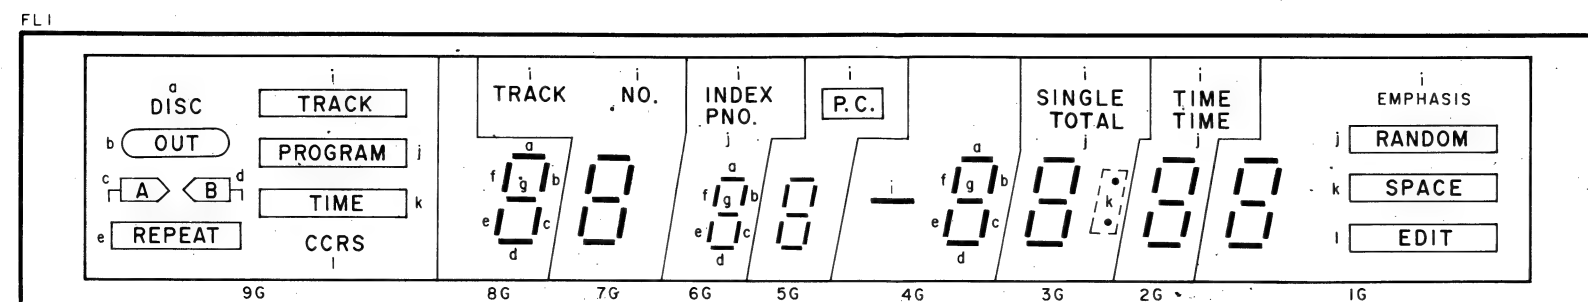 FL1
i i i i i i i i
a
DISC TRACK TRACK NO. INDEX P.C. SINGLE TIME EMPHASIS
PNO. TOTAL TIME
b OUT PROGRAM j j j j j RANDOM
a a a
c A B d f g b f g b i f g b k k SPACE
TIME k e c e c e c
e REPEAT CCRS d d d l EDIT
l
9G 8G 7G 6G 5G 4G 3G 2G 1G